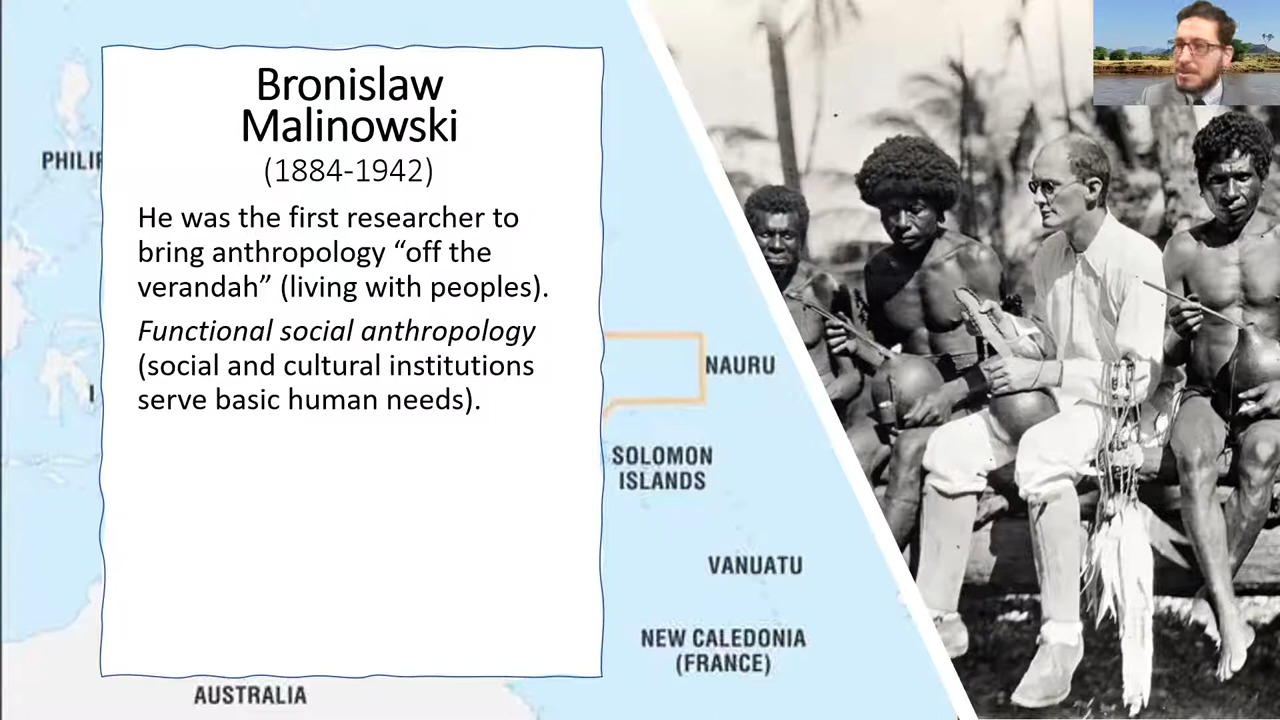 Bronislaw
Malinowski
(1884-1942)
He was the first researcher to
bring anthropology “off the
verandah” (living with peoples).
Functional social anthropology
(social and cultural institutions
serve basic human needs).
PHILIP
I
NAURU
SOLOMON
ISLANDS
VANUATU
NEW CALEDONIA
(FRANCE)
AUSTRALIA